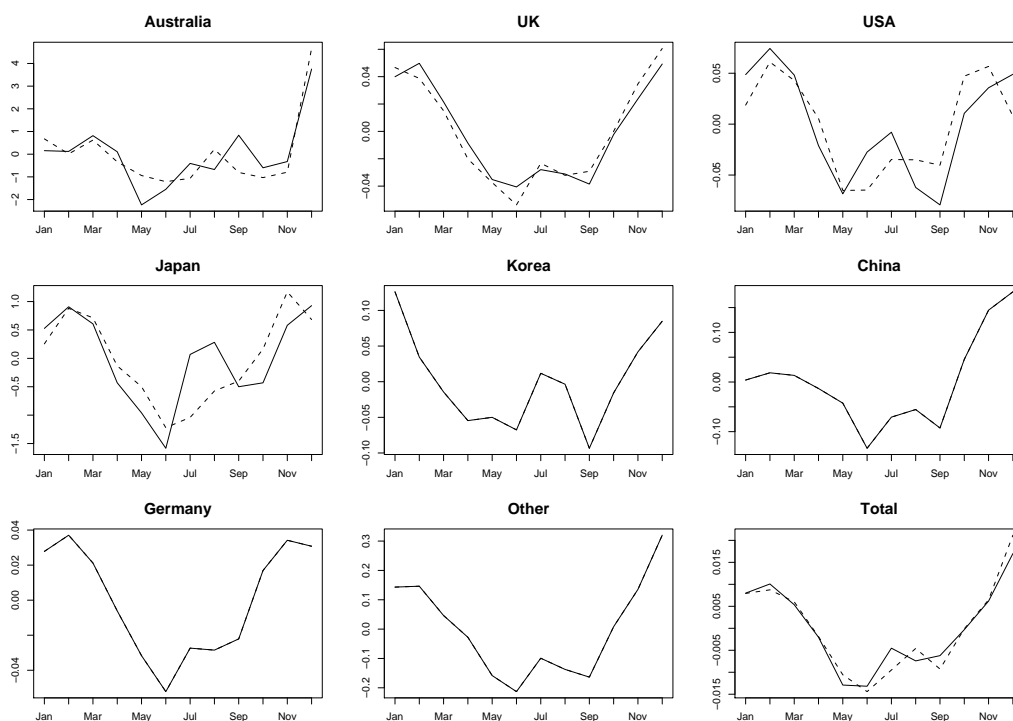 Australia
4
3
2
1
0
−1
−2
Jan Mar May Jul Sep Nov
UK
0.04
0.00
−0.04
Jan Mar May Jul Sep Nov
USA
0.05
0.00
−0.05
Jan Mar May Jul Sep Nov
Japan
1.0
0.5
0.0
−0.5
−1.5
Jan Mar May Jul Sep Nov
Korea
0.10
0.05
0.00
−0.05
−0.10
Jan Mar May Jul Sep Nov
China
0.10
0.00
−0.10
Jan Mar May Jul Sep Nov
Germany
0.04
0.02
0.00
−0.04
Jan Mar May Jul Sep Nov
Other
0.3
0.2
0.1
0.0
−0.1
−0.2
Jan Mar May Jul Sep Nov
Total
0.015
0.005
−0.005
−0.015
Jan Mar May Jul Sep Nov